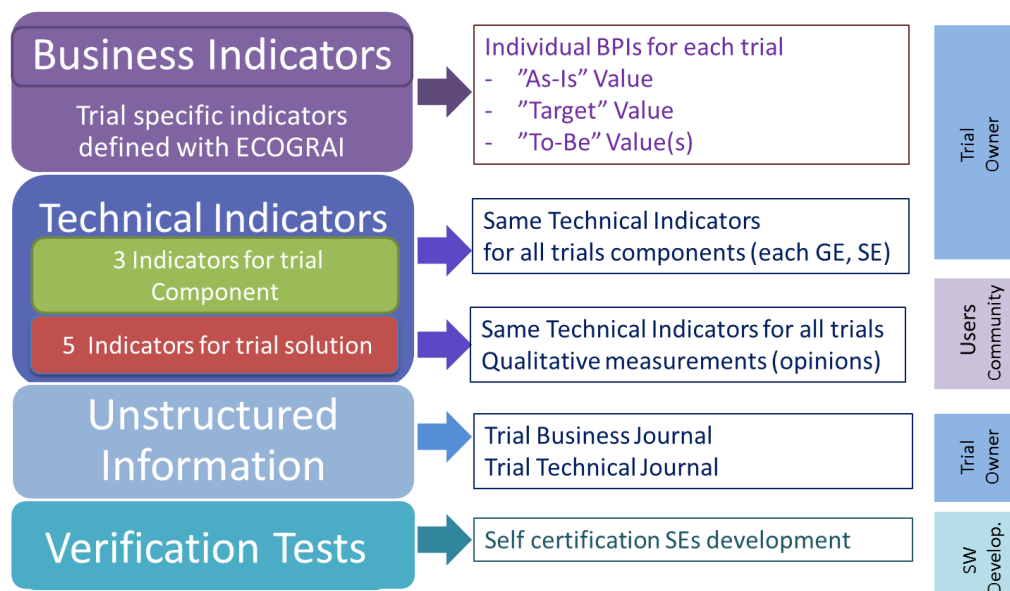 Business Indicators
Trial specific indicators
defined with ECOGRAI
Individual BPIs for each trial
- ”As-Is” Value
- ”Target” Value
- ”To-Be” Value(s)
Trial
Owner
Technical Indicators
3 Indicators for trial
Component
Same Technical Indicators
for all trials components (each GE, SE)
5 Indicators for trial solution
Same Technical Indicators for all trials
Qualitative measurements (opinions)
Users
Community
Unstructured
Information
Trial Business Journal
Trial Technical Journal
Trial
Owner
Verification Tests
Self certification SEs development
SW
Develop.